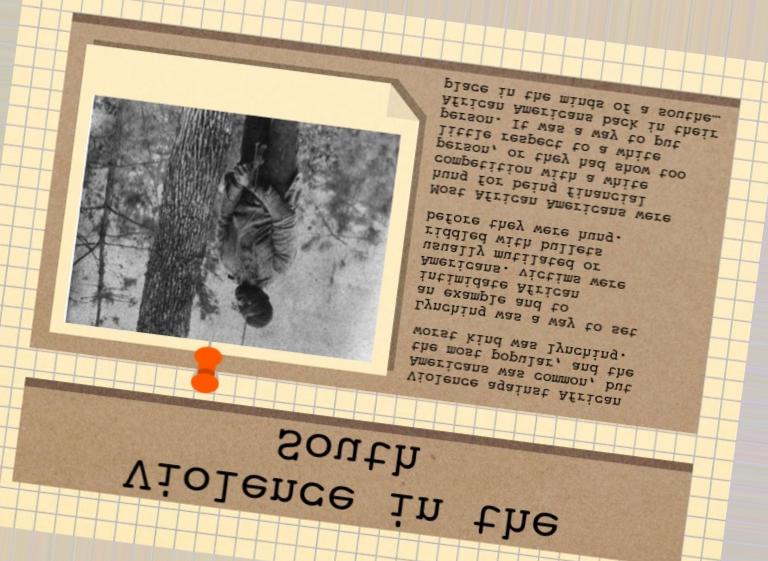 Violence in the
South
Violence against African
Americans was common, but
the most popular, and the
worst kind was lynching.
Lynching was a way to set
an example and to
intimidate African
Americans. Victims were
usually mutilated or
riddled with bullets
before they were hung.
Most African Americans were
hung for being financial
competition with a white
person, or they had show too
little respect to a white
person. It was a way to put
African Americans back in their
place in the minds of a southe…